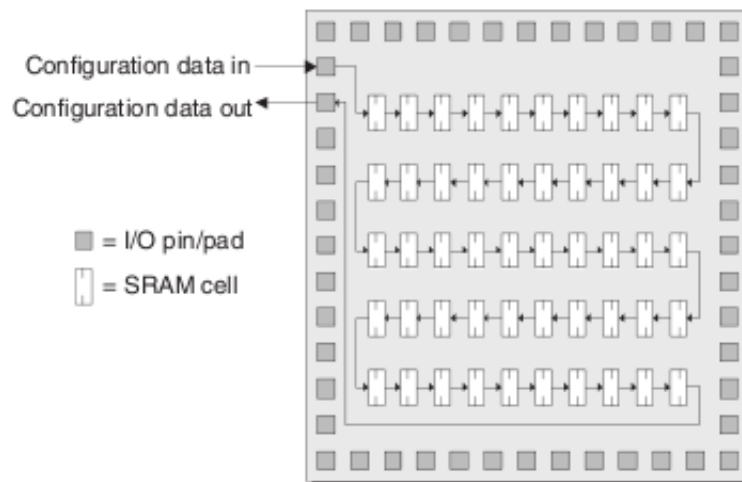 Configuration data in
Configuration data out
= I/O pin/pad
= SRAM cell